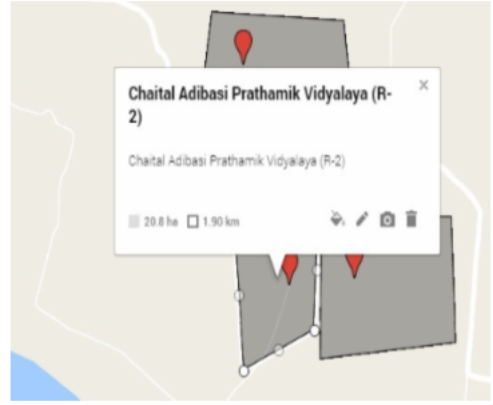 Chaital Adibasi Prathamik Vidyalaya (R-
2)
Chaital Adibasi Prathamik Vidyalaya (R-2)
20.8 ha 1.90 km